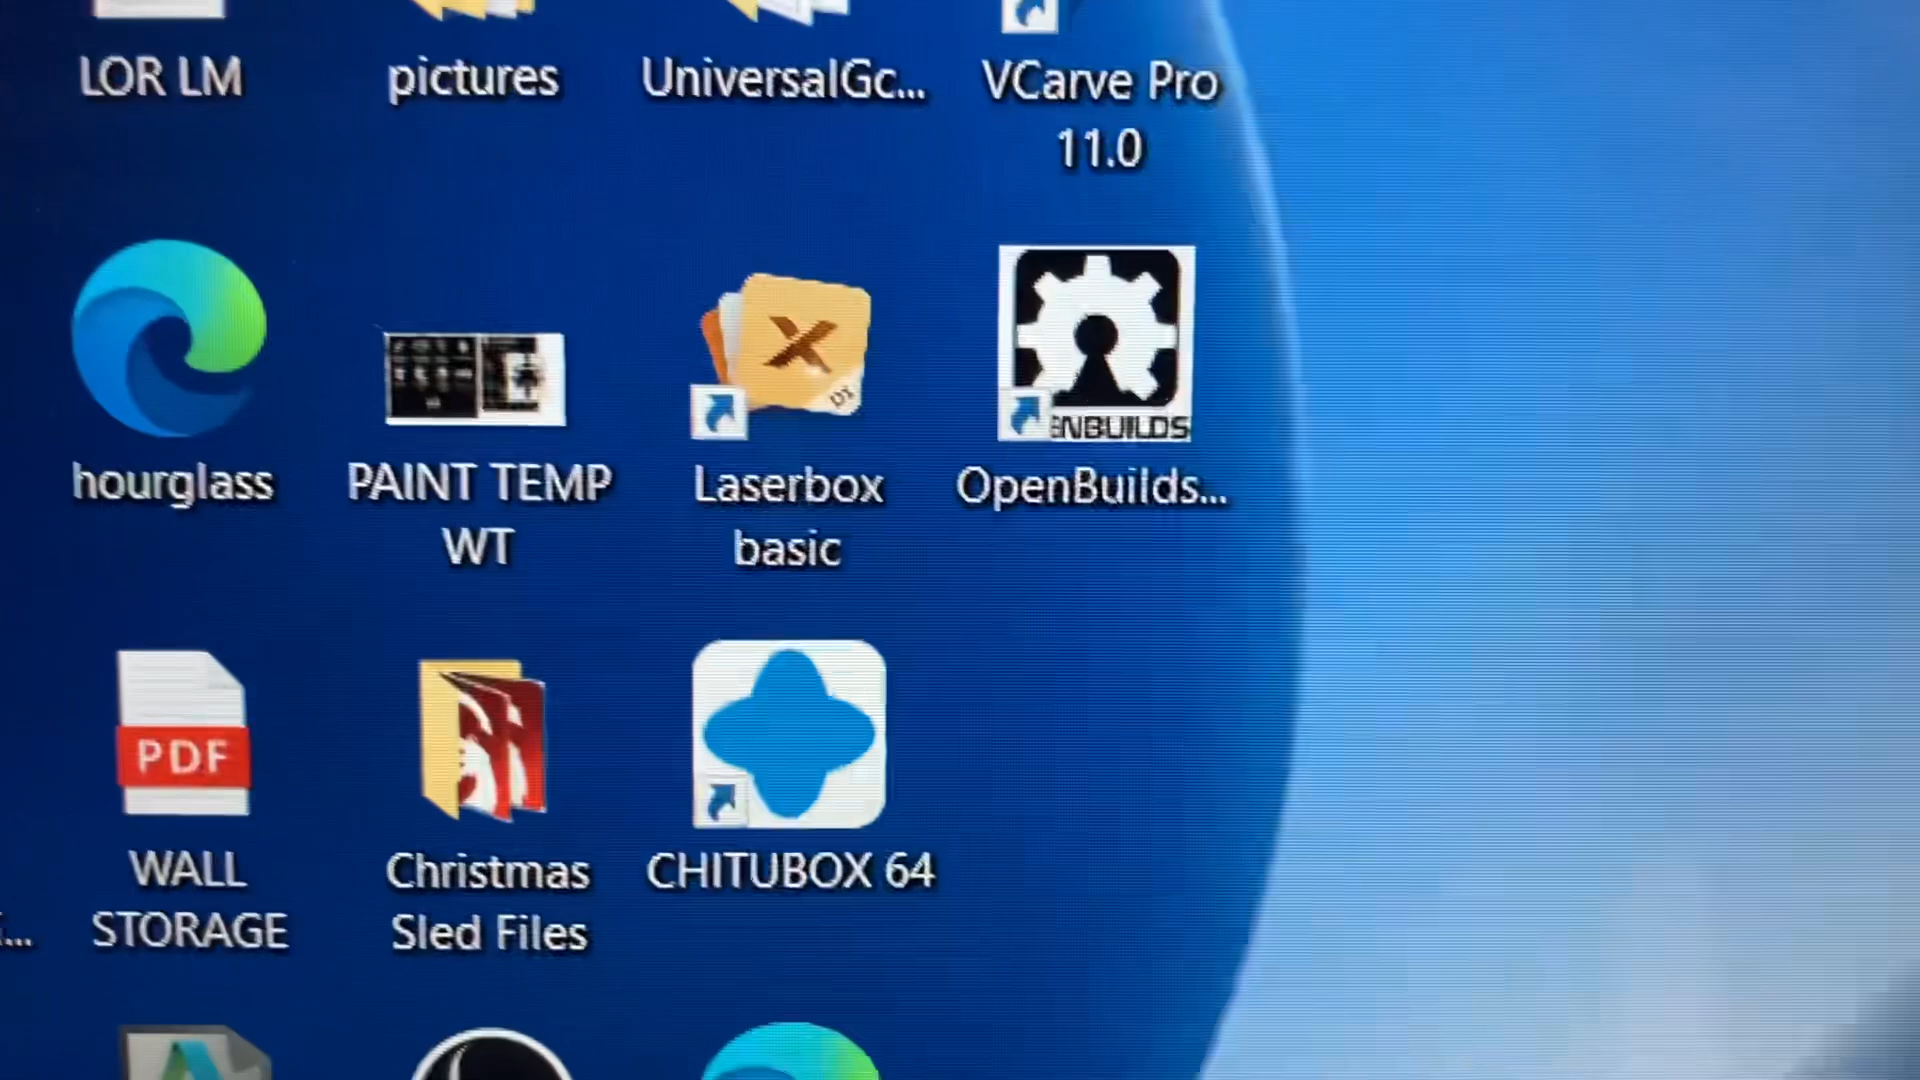 LOR LM
pictures
UniversalGc...
VCarve Pro
11.0
ENBUILDS
hourglass
PAINT TEMP
WT
Laserbox
basic
OpenBuilds...
PDF
WALL
STORAGE
Christmas
Sled Files
CHITUBOX 64